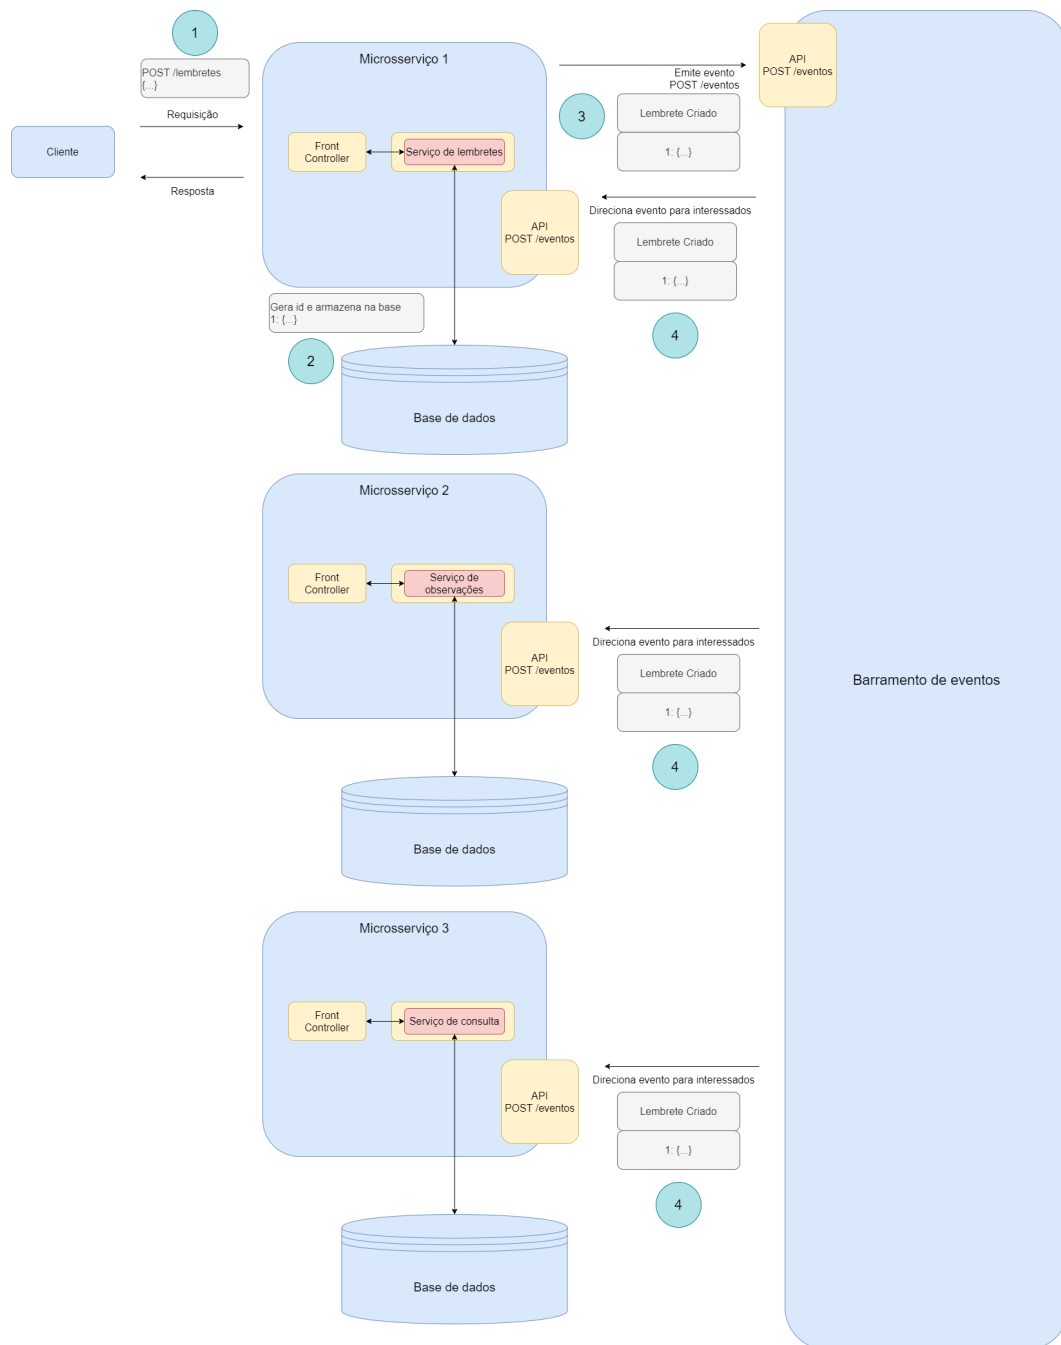 1
POST /lembretes
{...}
Requisição
Cliente
Resposta
Microsserviço 1
Front
Controller
Serviço de lembretes
API
POST /eventos
Gera id e armazena na base
1: {...}
2
Base de dados
Emite evento
POST /eventos
3
Lembrete Criado
1: {...}
API
POST /eventos
Direciona evento para interessados
Lembrete Criado
1: {...}
4
Microsserviço 2
Front
Controller
Serviço de
observações
API
POST /eventos
Base de dados
Direciona evento para interessados
Lembrete Criado
1: {...}
4
Barramento de eventos
Microsserviço 3
Front
Controller
Serviço de consulta
API
POST /eventos
Base de dados
Direciona evento para interessados
Lembrete Criado
1: {...}
4